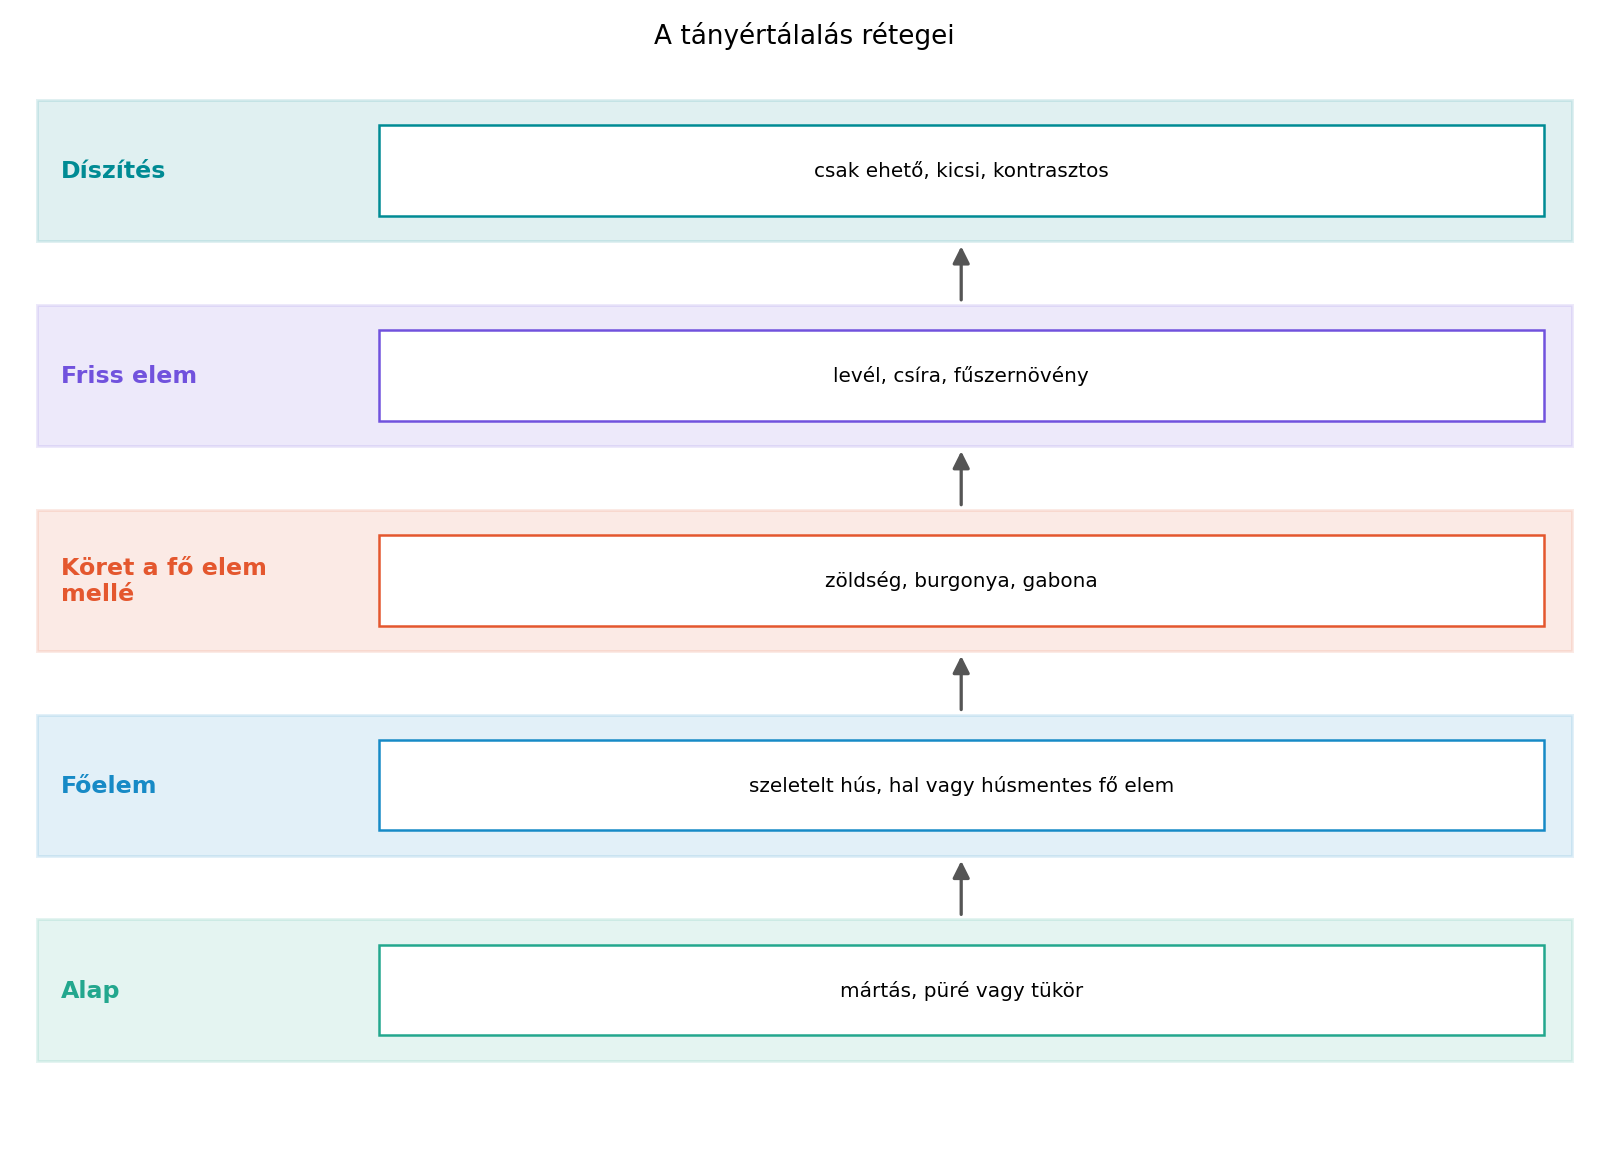 A tányértálalás rétegei
Díszítés
csak ehető, kicsi, kontrasztos
Friss elem
levél, csíra, fűszernövény
Köret a fő elem
mellé
zöldség, burgonya, gabona
Főelem
szeletelt hús, hal vagy húsmentes fő elem
Alap
mártás, püré vagy tükör